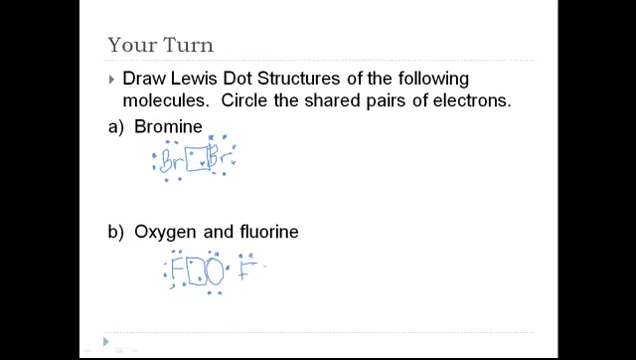 Your Turn
Draw Lewis Dot Structures of the following
molecules. Circle the shared pairs of electrons.
a) Bromine
Br Br
b) Oxygen and fluorine
F O F